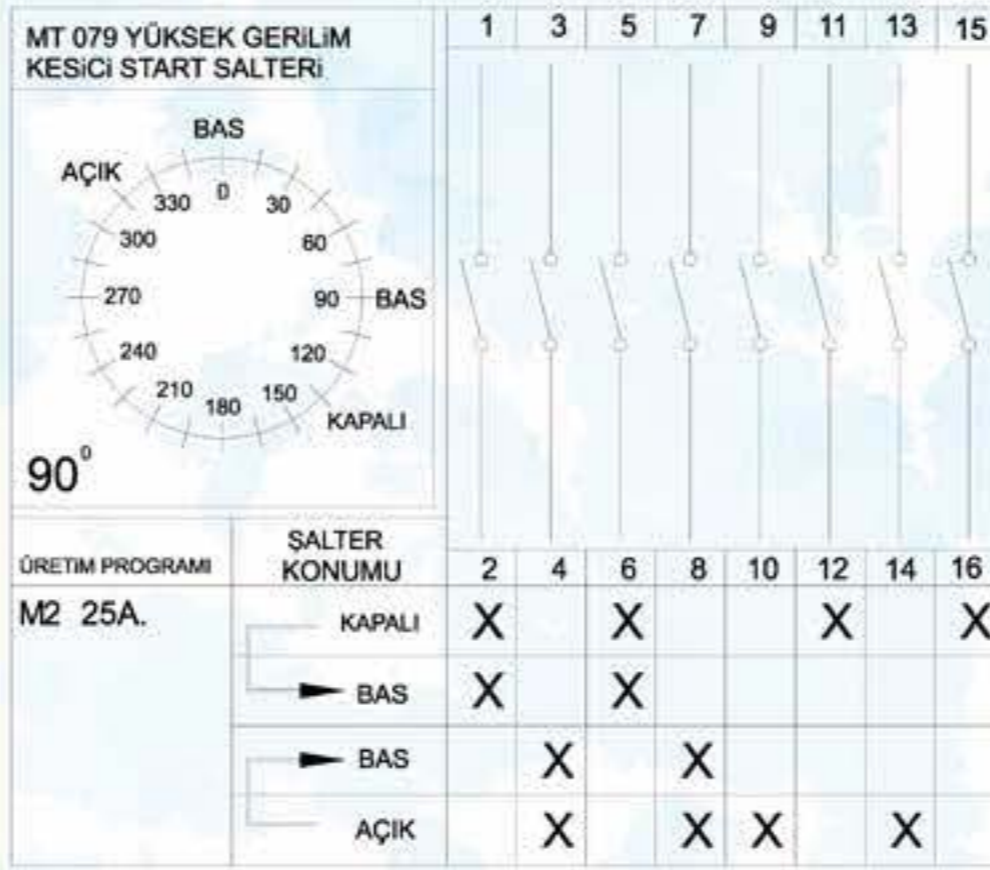 MT 079 YÜKSEK GERİLİM
KESİCİ START SALTERİ
1 3 5 7 9 11 13 15
BAS
AÇIK
0
330
30
300
60
270
90
BAS
240
120
210
150
180
KAPALI
90°
ÜRETİM PROGRAMI
ŞALTER
KONUMU
2 4 6 8 10 12 14 16
M2 25A.
KAPALI X X X X
BAS X X
BAS X X
AÇIK X X X X